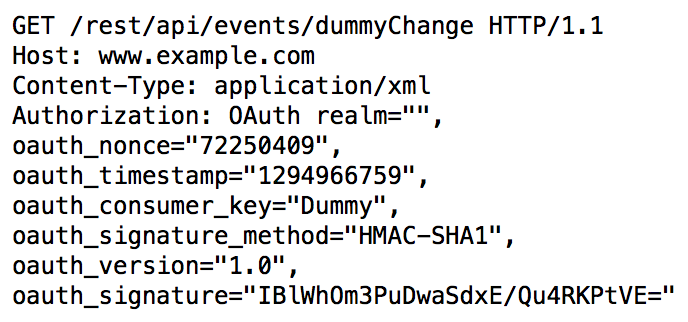 GET /rest/api/events/dummyChange HTTP/1.1
Host: www.example.com
Content-Type: application/xml
Authorization: OAuth realm="",
oauth_nonce="72250409",
oauth_timestamp="1294966759",
oauth_consumer_key="Dummy",
oauth_signature_method="HMAC-SHA1",
oauth_version="1.0",
oauth_signature="IBlWhOm3PuDwaSdxE/Qu4RKPtVE="